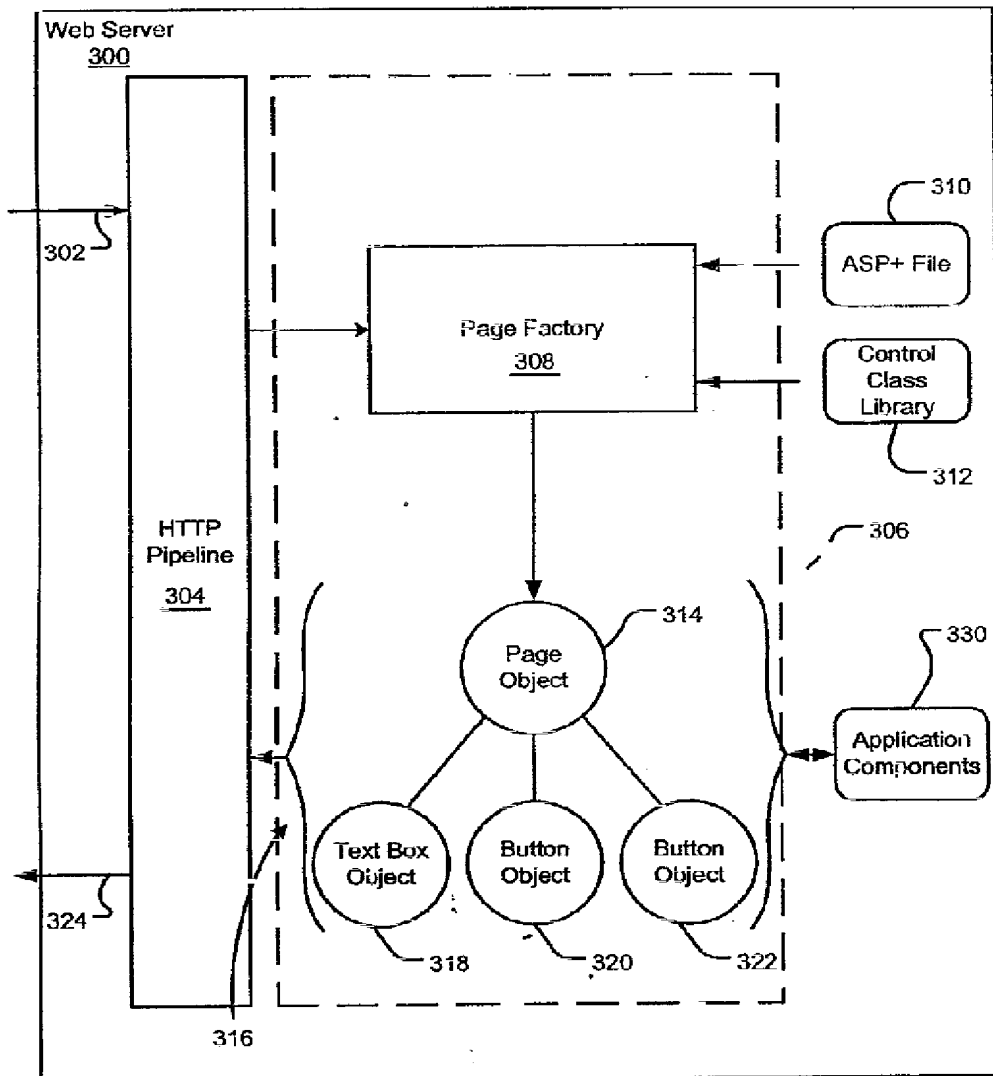 Web Server
300
310
302
ASP+ File
Page Factory
308
Control
Class
Library
312
HTTP
Pipeline
304
306
314
Page
Object
330
Application
Components
Text Box
Object
Button
Object
Button
Object
324
318
320
322
316